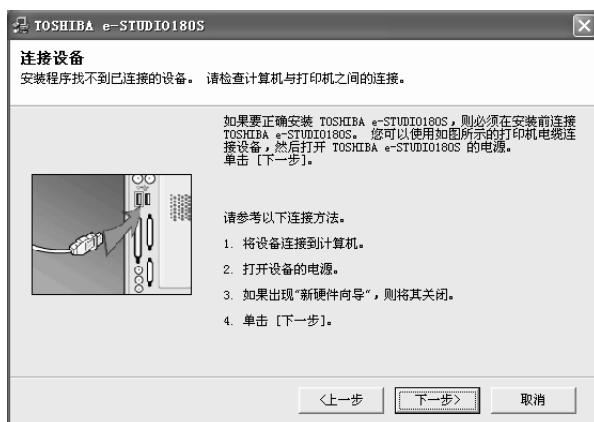 TOSHIBA e-STUDIO180S
连接设备
安装程序找不到已连接的设备。 请检查计算机与打印机之间的连接。
如果要正确安装 TOSHIBA e-STUDIO180S，则必须在安装前连接
TOSHIBA e-STUDIO180S。 您可以使用如图所示的打印机电缆连
接设备，然后打开 TOSHIBA e-STUDIO180S 的电源。
单击 [下一步]。
请参考以下连接方法。
1. 将设备连接到计算机。
2. 打开设备的电源。
3. 如果出现“新硬件向导”，则将其关闭。
4. 单击 [下一步]。
<上一步
下一步>
取消